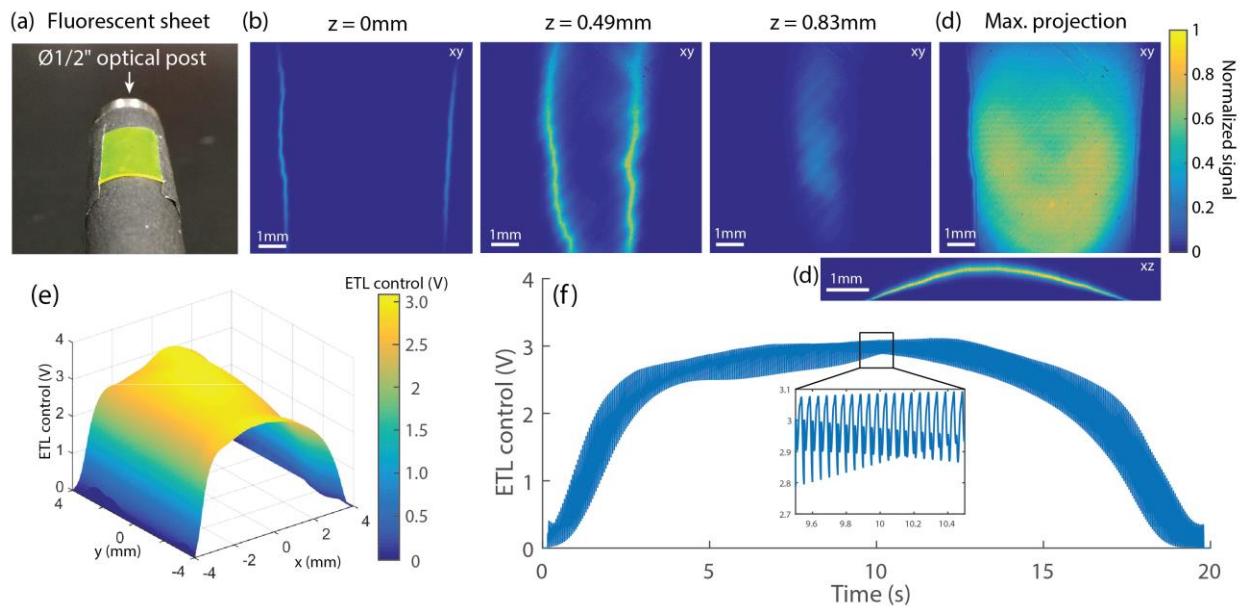 (a) Fluorescent sheet
Ø1/2" optical post
(b)
z = 0mm
xy
1mm
z = 0.49mm
xy
1mm
z = 0.83mm
xy
1mm
(d) Max. projection
xy
1mm
1
0.8
0.6
0.4
0.2
0
Normalized signal
(d)
xz
1mm
(e)
ETL control (V)
3.0
2.5
2.0
1.5
1.0
0.5
0
ETL control (V)
4
3
2
1
0
4
0
-4
y (mm)
-4
-2
0
2
4
x (mm)
(f)
ETL control (V)
4
3
2
1
0
0
5
10
15
20
Time (s)
3.1
3
2.9
2.8
2.7
9.6
9.8
10
10.2
10.4